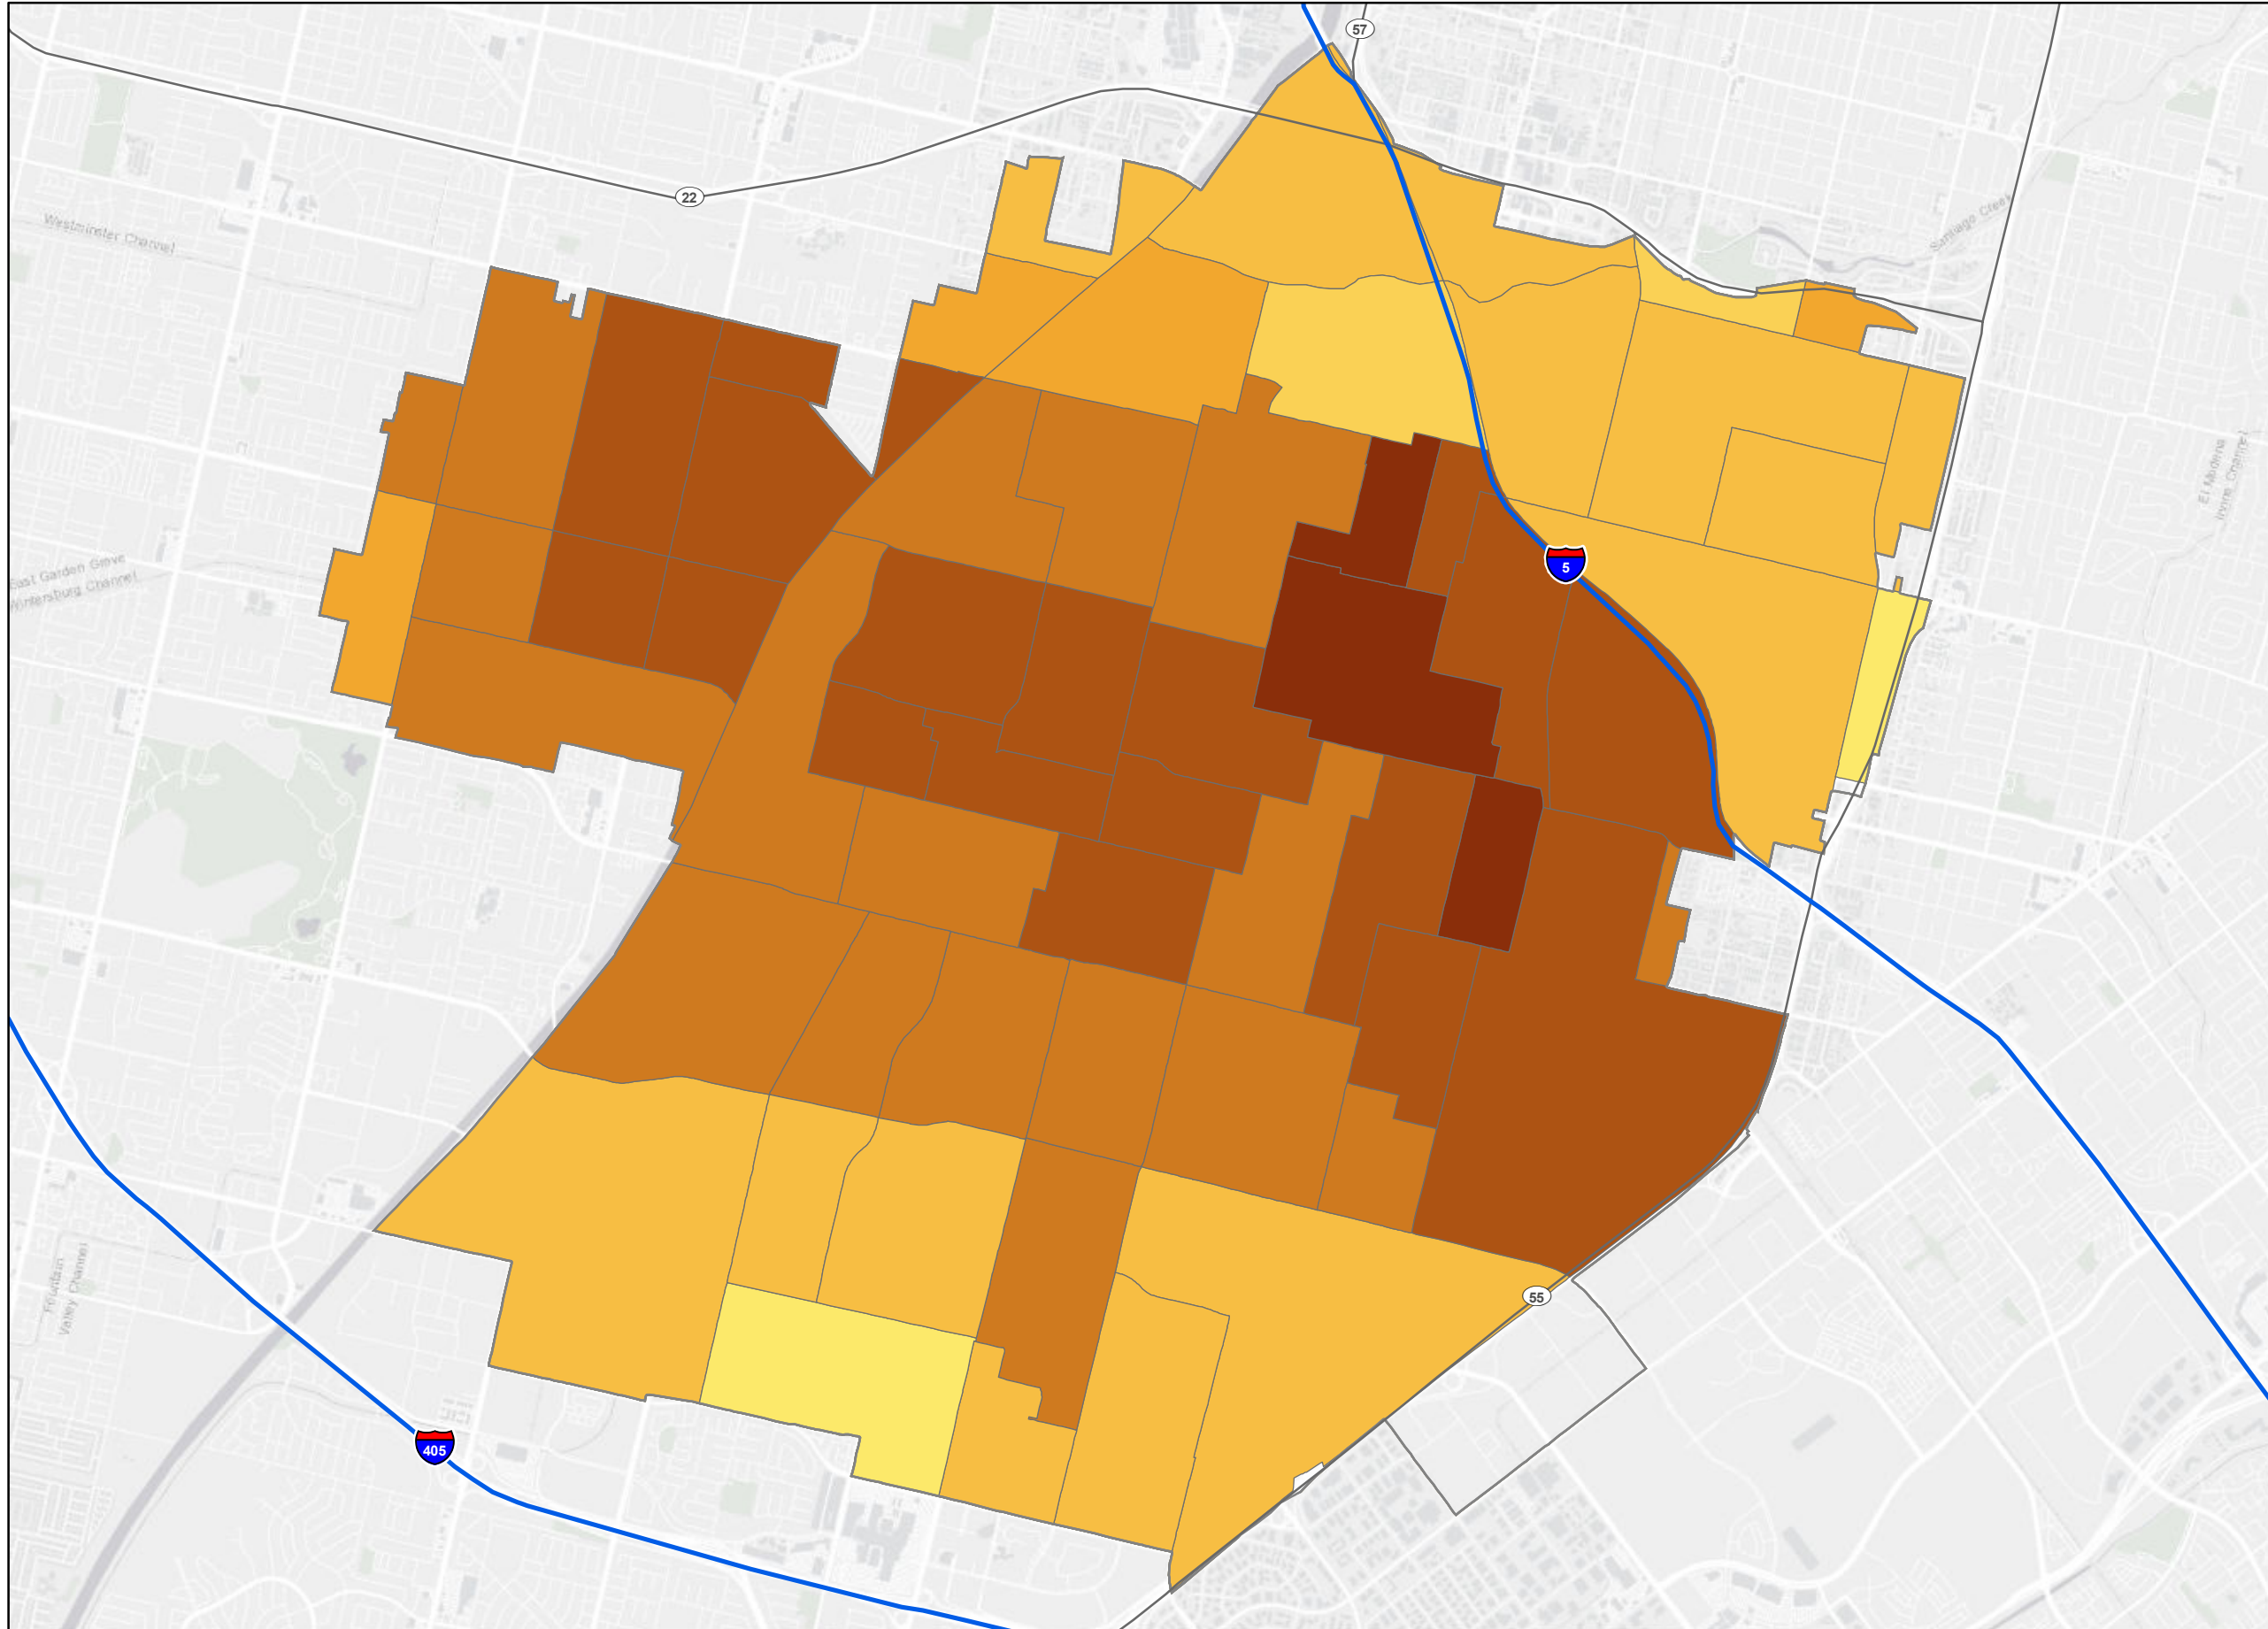 57
22
Westminster Channel
Santiago Creek
El Modena
Irvine Channel
5
East Garden Grove
Wintersburg Channel
Fountain
Valley Channel
55
405